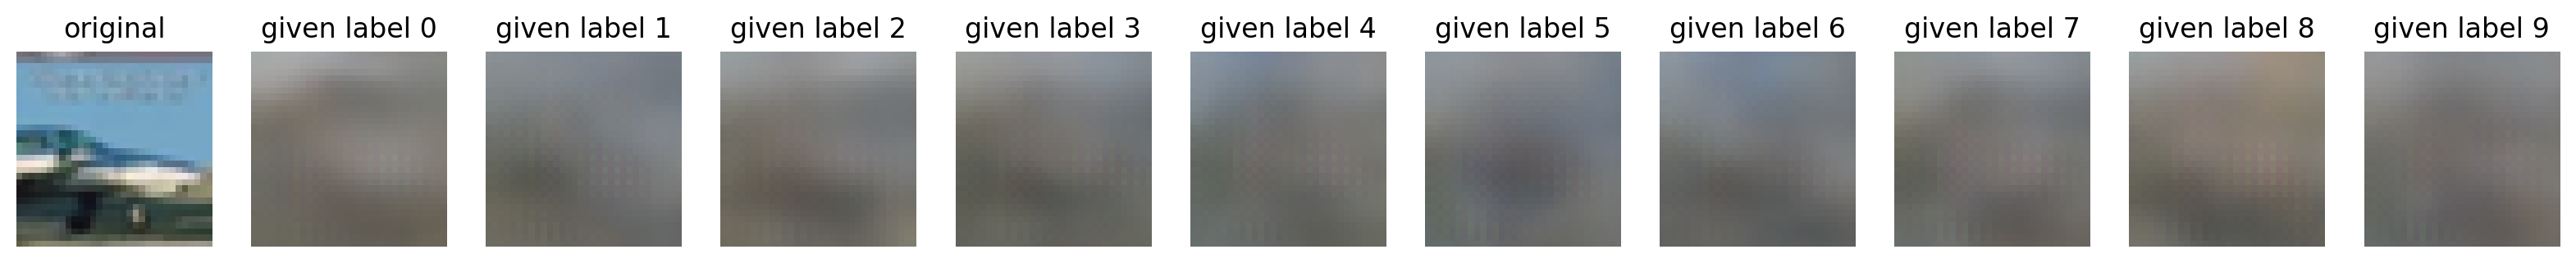 original
given label 0
given label 1
given label 2
given label 3
given label 4
given label 5
given label 6
given label 7
given label 8
given label 9